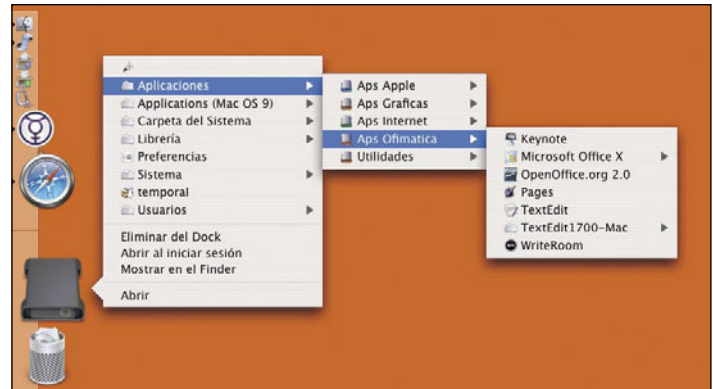 Aplicaciones
Applications (Mac OS 9)
Carpeta del Sistema
Librería
Preferencias
Sistema
temporal
Usuarios
Eliminar del Dock
Abrir al iniciar sesión
Mostrar en el Finder
Abrir
Aps Apple
Aps Graficas
Aps Internet
Aps Ofimatica
Utilidades
Keynote
Microsoft Office X
OpenOffice.org 2.0
Pages
TextEdit
TextEdit1700-Mac
WriteRoom